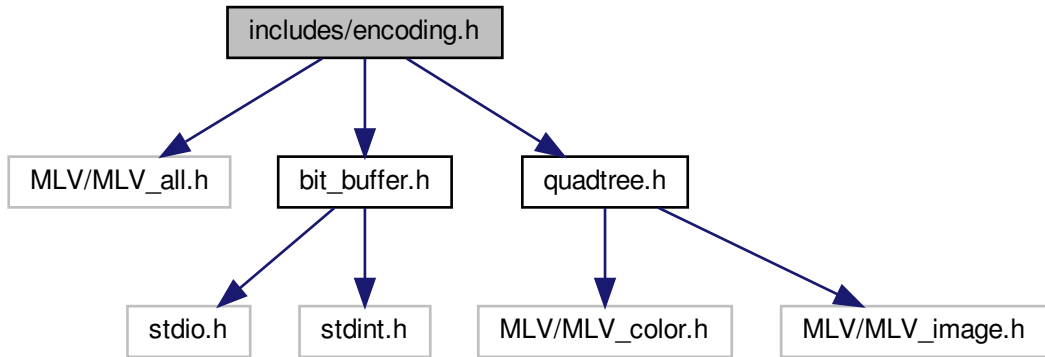 includes/encoding.h
MLV/MLV_all.h
bit_buffer.h
quadtree.h
stdio.h
stdint.h
MLV/MLV_color.h
MLV/MLV_image.h